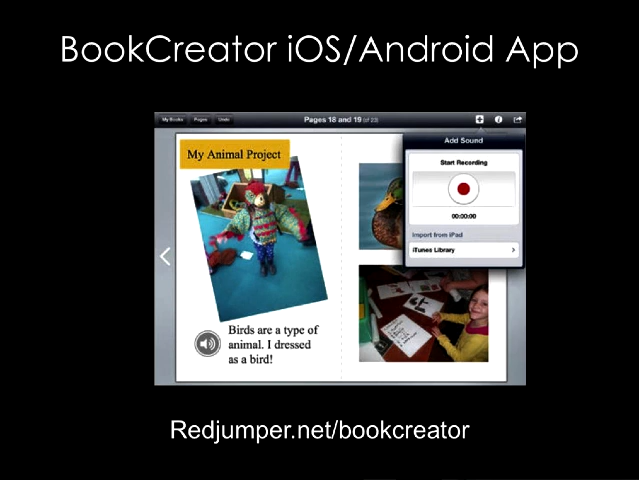 BookCreator iOS/Android App
My Books Pages Undo Pages 18 and 19 (of 23)
Add Sound
My Animal Project
Start Recording
00:00:00
Import from iPad
iTunes Library
Birds are a type of
animal. I dressed
as a bird!
Redjumper.net/bookcreator